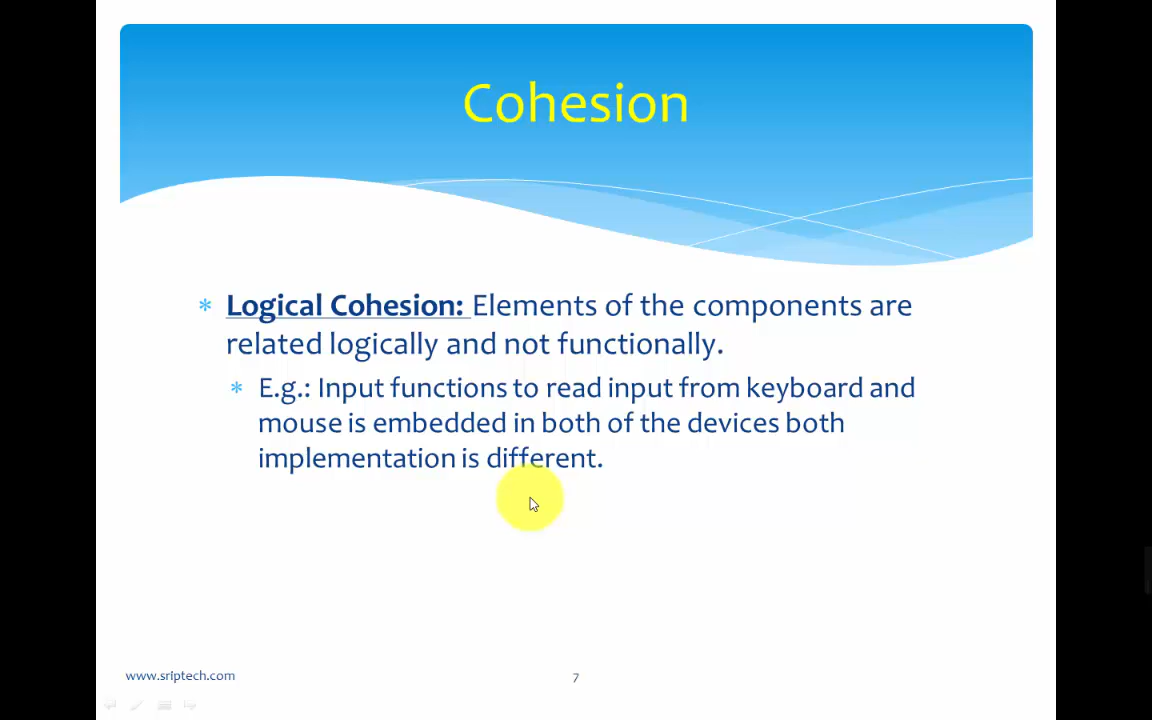 Cohesion
* Logical Cohesion: Elements of the components are
related logically and not functionally.
* E.g.: Input functions to read input from keyboard and
mouse is embedded in both of the devices both
implementation is different.
www.sriptech.com
7